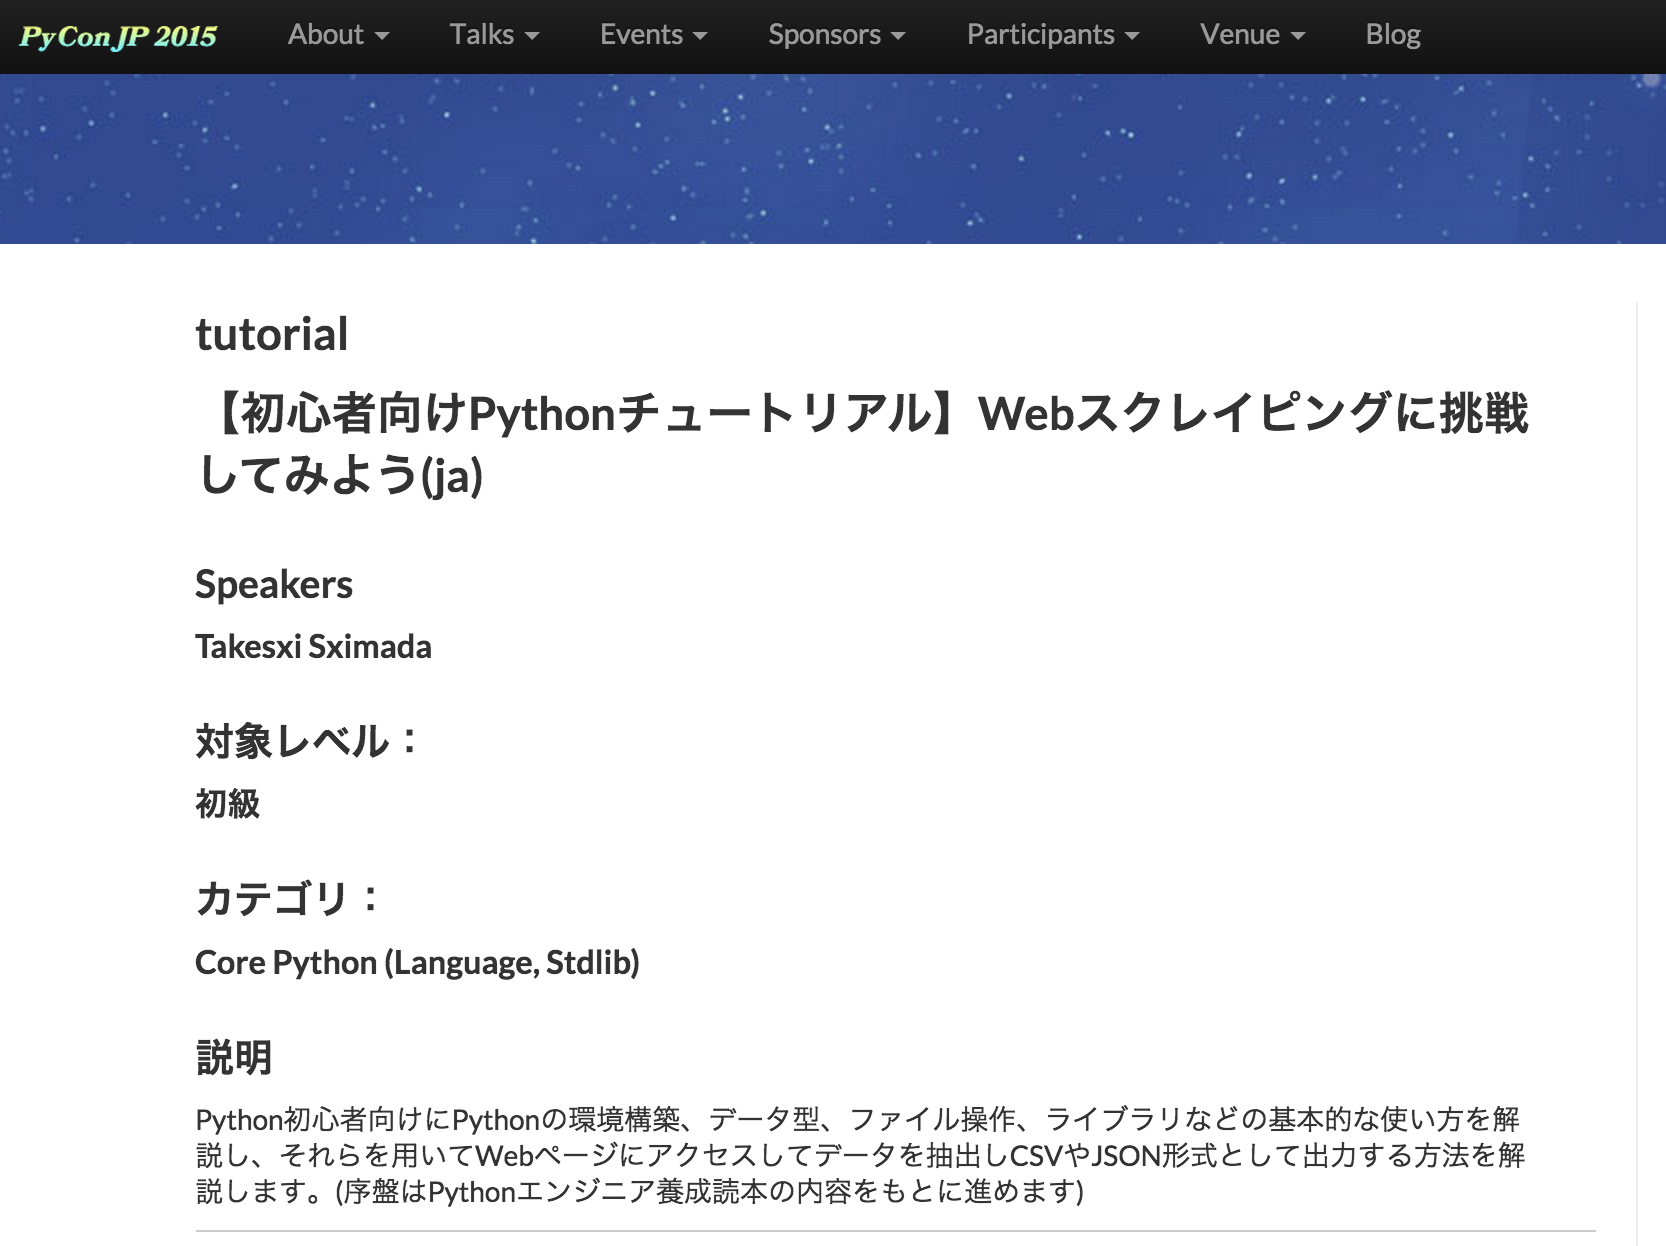 PyCon JP 2015 About Talks Events Sponsors Participants Venue Blog
tutorial
【初心者向けPythonチュートリアル】Webスクレイピングに挑戦
してみよう(ja)
Speakers
Takesxi Sximada
対象レベル：
初級
カテゴリ：
Core Python (Language, Stdlib)
説明
Python初心者向けにPythonの環境構築、データ型、ファイル操作、ライブラリなどの基本的な使い方を解
説し、それらを用いてWebページにアクセスしてデータを抽出しCSVやJSON形式として出力する方法を解
説します。(序盤はPythonエンジニア養成読本の内容をもとに進めます)